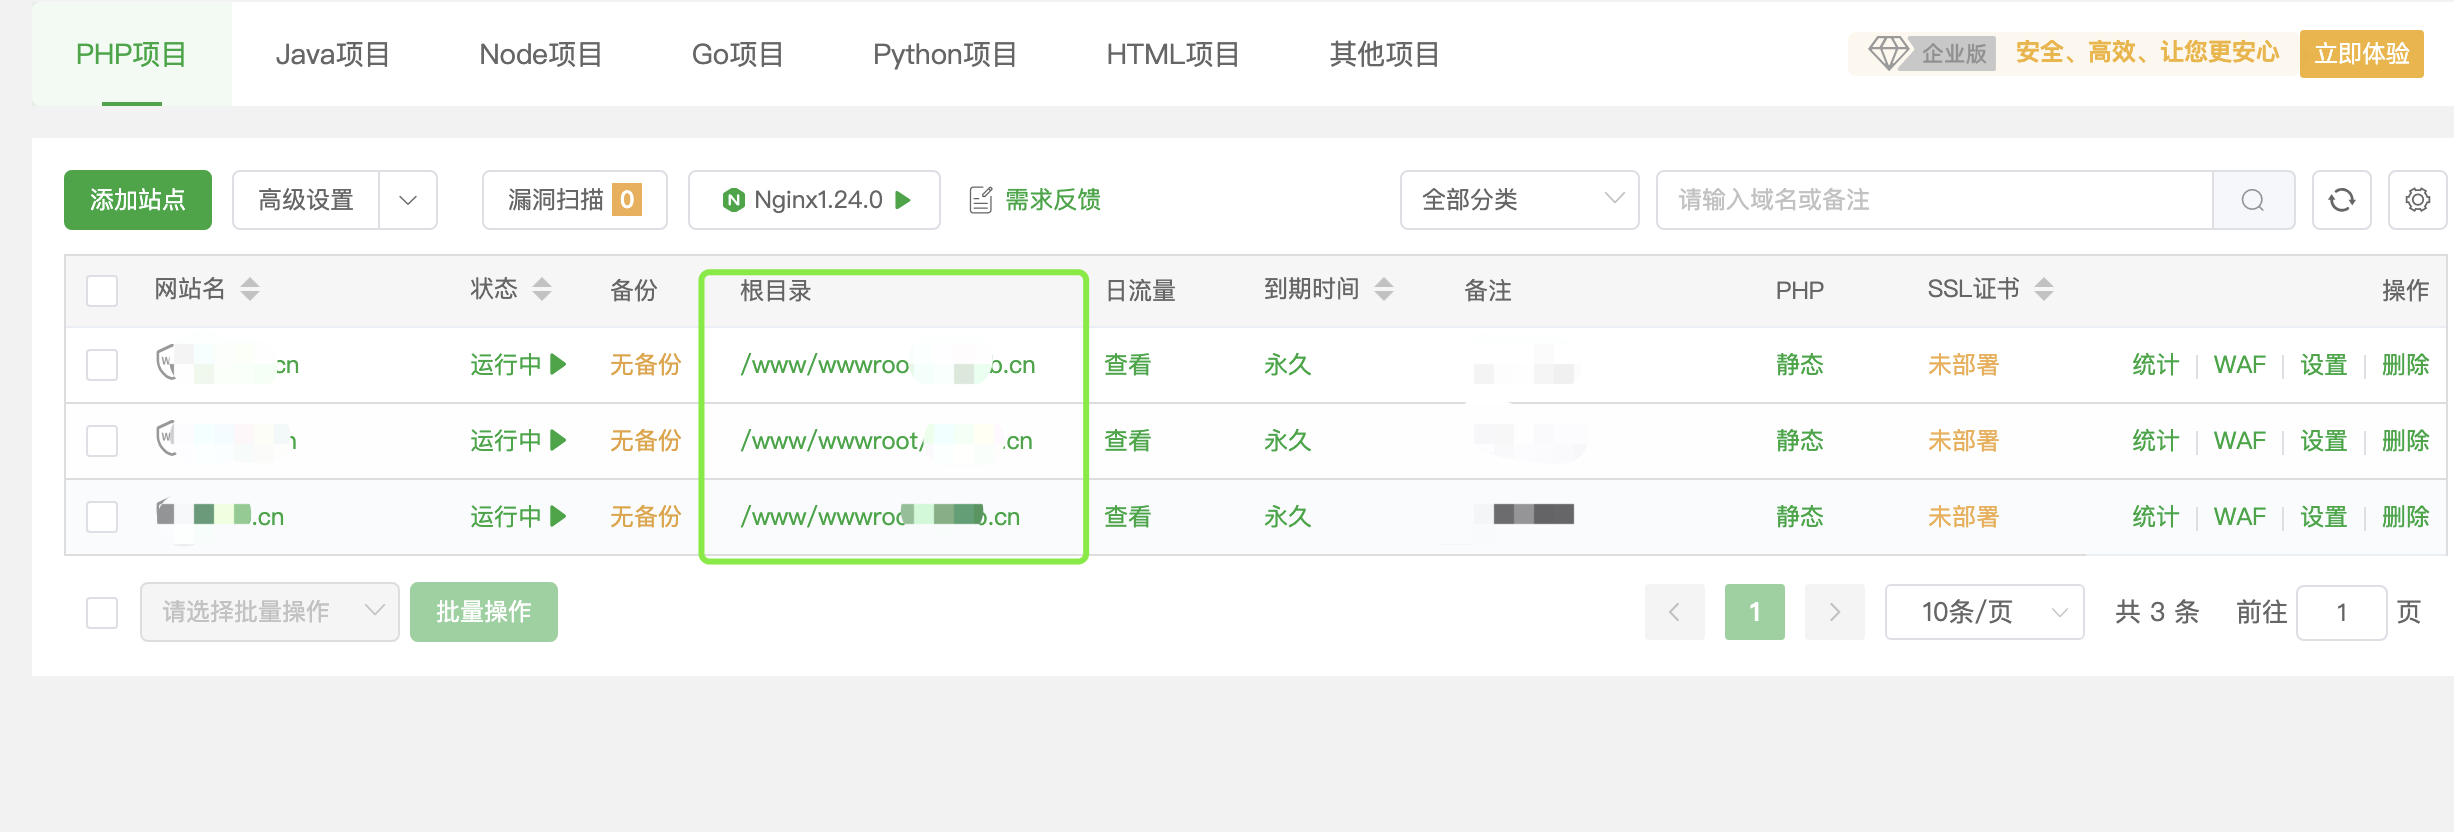 PHP项目 Java项目 Node项目 Go项目 Python项目 HTML项目 其他项目 企业版 安全、高效、让您更安心 立即体验
添加站点 高级设置 漏洞扫描 0 Nginx1.24.0 需求反馈 全部分类 请输入域名或备注
网站名 状态 备份 根目录 日流量 到期时间 备注 PHP SSL证书 操作
cn 运行中 无备份 /www/wwwroo b.cn 查看 永久 静态 未部署 统计 WAF 设置 删除
运行中 无备份 /www/wwwroot/ .cn 查看 永久 静态 未部署 统计 WAF 设置 删除
.cn 运行中 无备份 /www/wwwroo .cn 查看 永久 静态 未部署 统计 WAF 设置 删除
请选择批量操作 批量操作 1 10条/页 共 3 条 前往 1 页